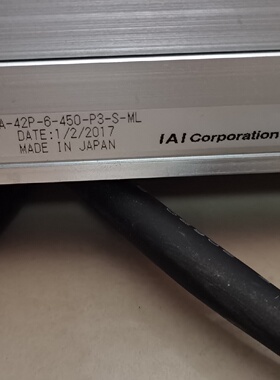 A-42P-6-450-P3-S-ML
DATE:1/2/2017
MADE IN JAPAN
IAI Corporation